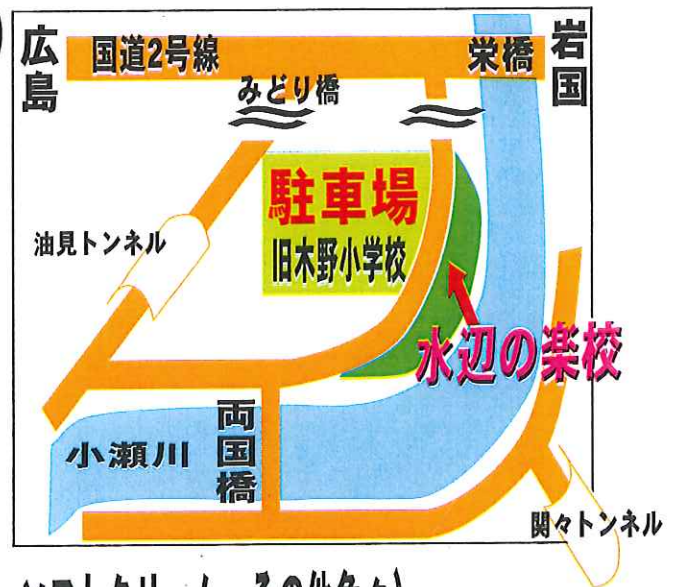 広島
国道2号線
栄橋
岩国
みどり橋
駐車場
旧木野小学校
油見トンネル
水辺の楽校
両国橋
小瀬川
関々トンネル